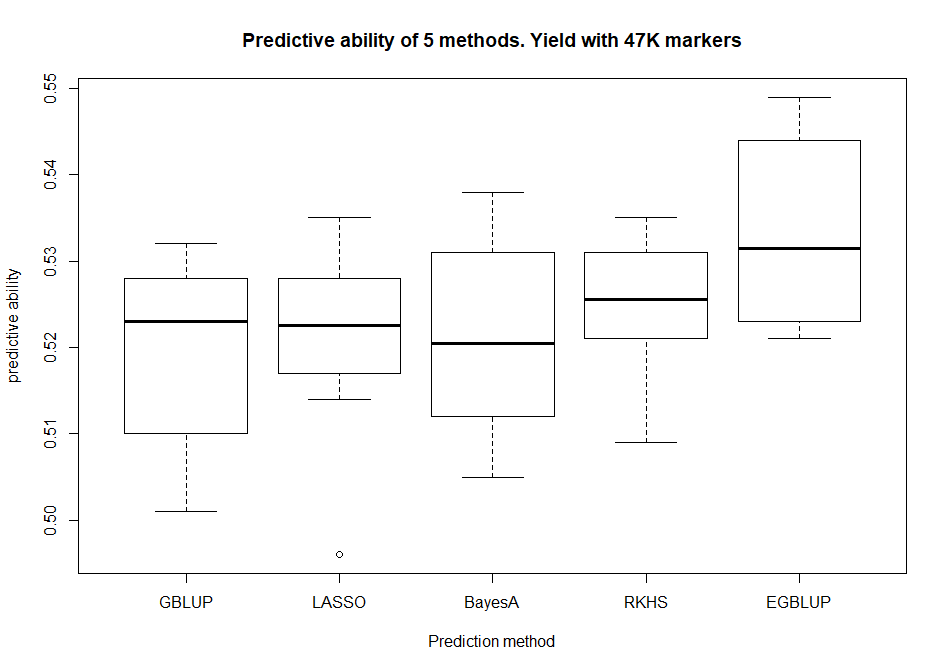 Predictive ability of 5 methods. Yield with 47K markers
predictive ability
0.55
0.54
0.53
0.52
0.51
0.50
GBLUP LASSO BayesA RKHS EGBLUP
Prediction method